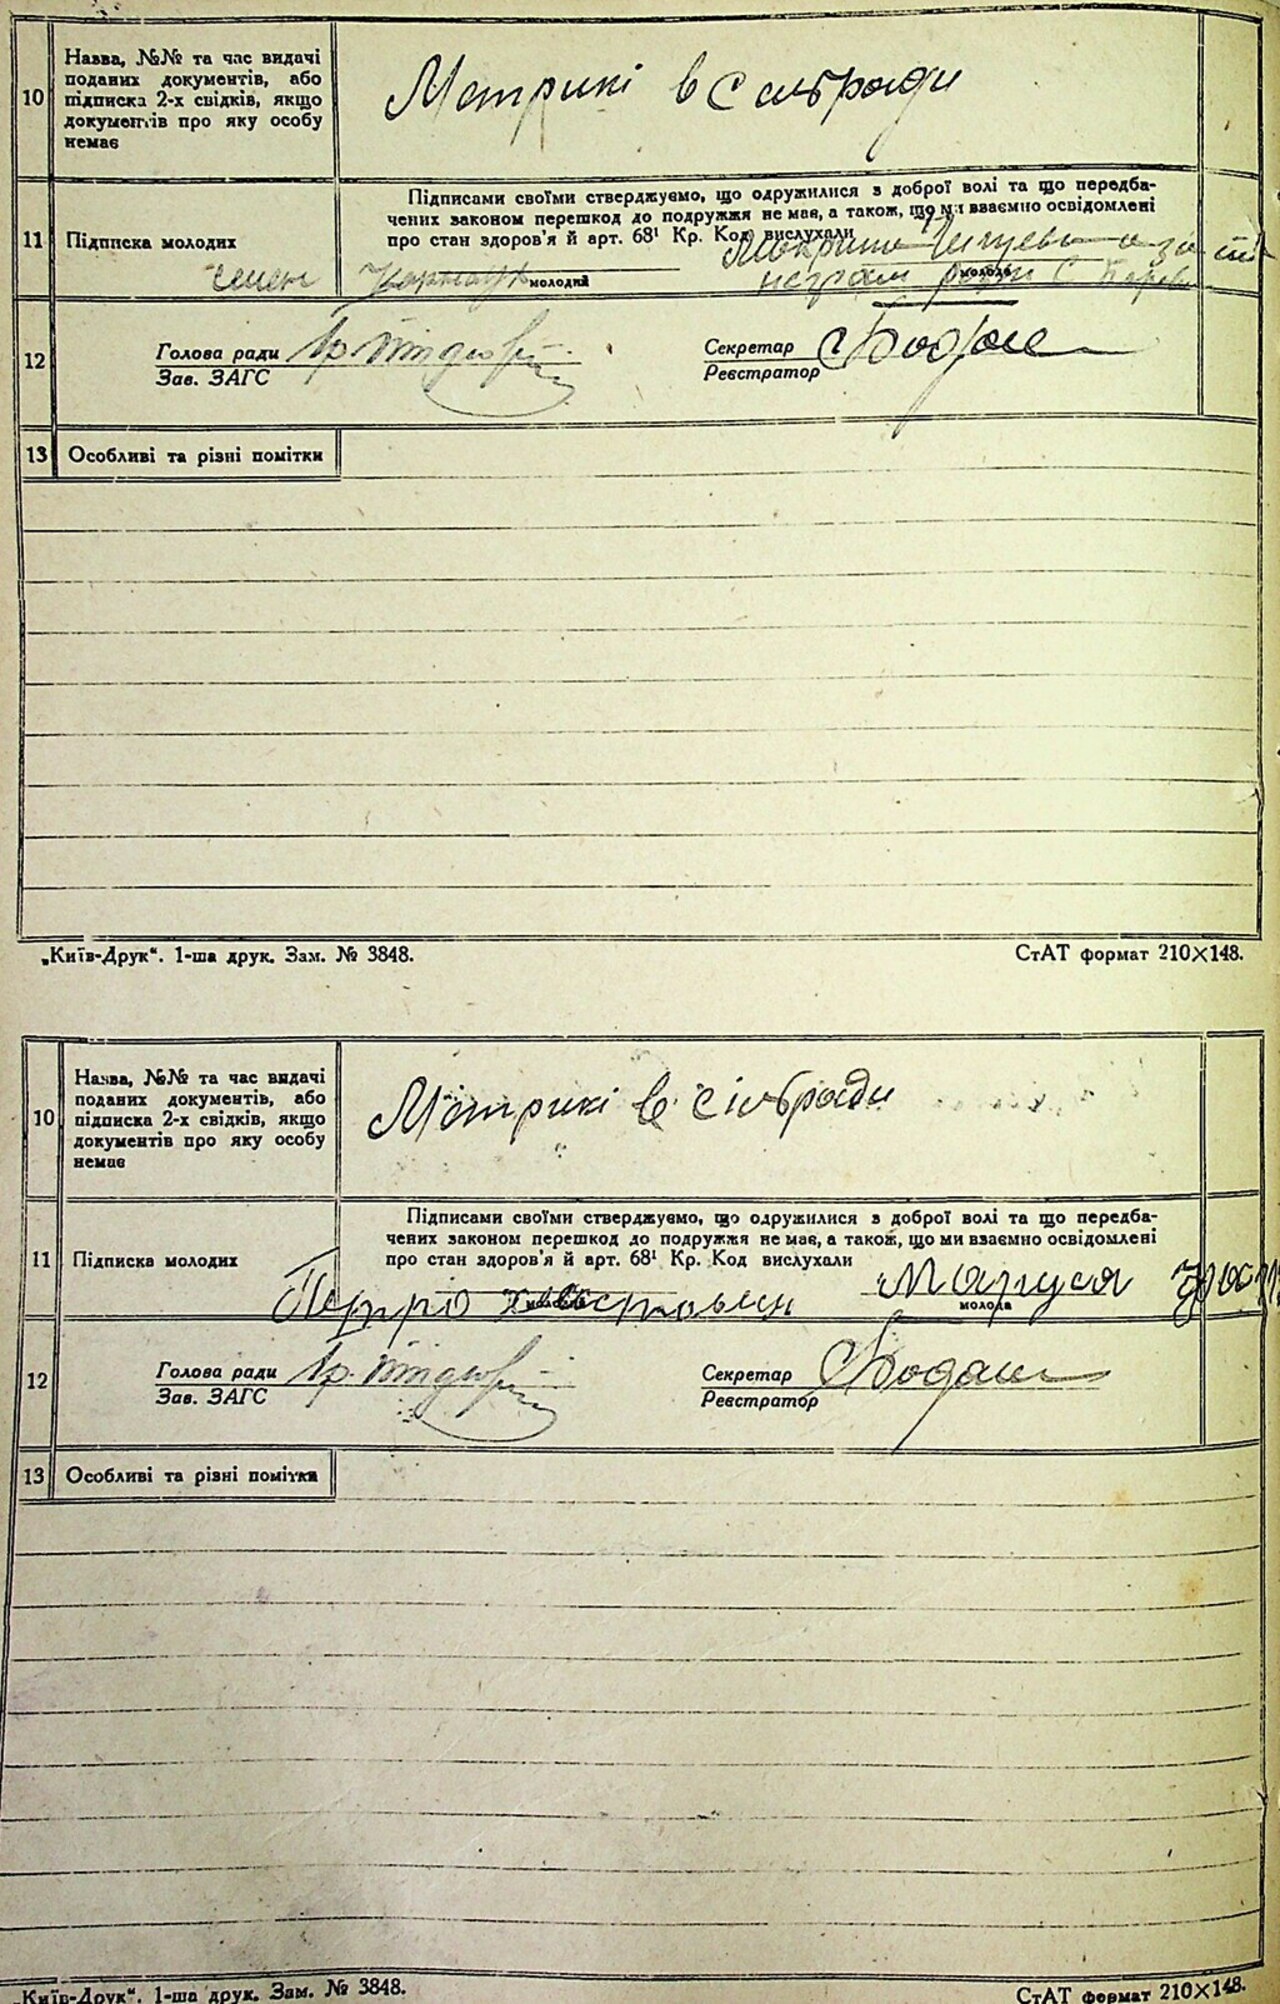 10
Назва, №№ та час видачі
поданих документів, або
підписка 2-х свідків, якщо
документів про яку особу
немає
Метрикі в Сільради
11
Підписка молодих
Підписами своїми стверджуємо, що одружилися з доброї волі та що передба-
чених законом перешкод до подружжя не має, а також, що ми взаємно освідомлені
про стан здоров'я й арт. 68¹ Кр. Код вислухали
Семен
молодий
молода
12
Голова ради
Зав. ЗАГС
Секретар
Реєстратор
13
Особливі та різні помітки
„Київ-Друк“. 1-ша друк. Зам. № 3848.
СтАТ формат 210×148.
10
Назва, №№ та час видачі
поданих документів, або
підписка 2-х свідків, якщо
документів про яку особу
немає
Метрикі в сільради
11
Підписка молодих
Підписами своїми стверджуємо, що одружилися з доброї волі та що передба-
чених законом перешкод до подружжя не має, а також, що ми взаємно освідомлені
про стан здоров'я й арт. 68¹ Кр. Код вислухали
Петро
Маруся
молода
12
Голова ради
Зав. ЗАГС
Секретар
Реєстратор
13
Особливі та різні помітки
„Київ-Друк“. 1-ша друк. Зам. № 3848.
СтАТ формат 210×148.